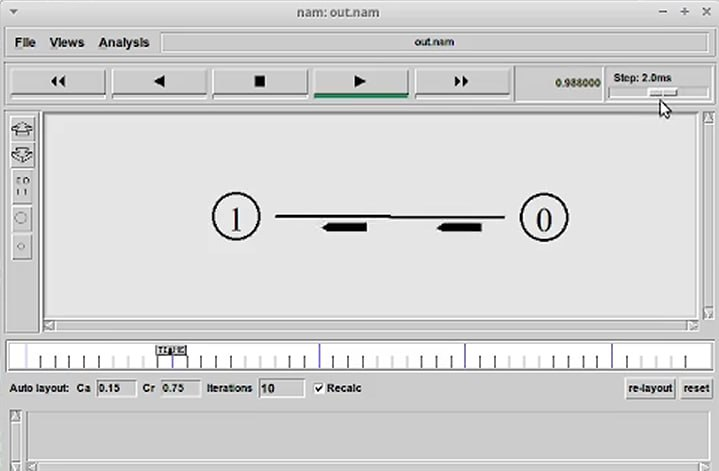 nam: out.nam
File Views Analysis out.nam
0.988000 Step: 2.0ms
1 0
TIME
Auto layout: Ca 0.15 Cr 0.75 Iterations 10 Recalc re-layout reset